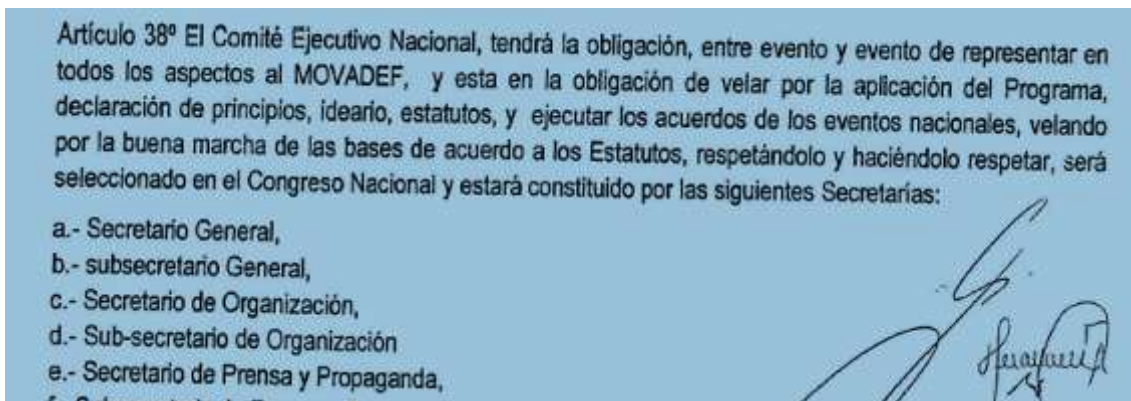 Artículo 38º El Comité Ejecutivo Nacional, tendrá la obligación, entre evento y evento de representar en
todos los aspectos al MOVADEF, y esta en la obligación de velar por la aplicación del Programa,
declaración de principios, ideario, estatutos, y ejecutar los acuerdos de los eventos nacionales, velando
por la buena marcha de las bases de acuerdo a los Estatutos, respetándolo y haciéndolo respetar, será
seleccionado en el Congreso Nacional y estará constituido por las siguientes Secretarías:
a.- Secretario General,
b.- subsecretario General,
c.- Secretario de Organización,
d.- Sub-secretario de Organización
e.- Secretario de Prensa y Propaganda,